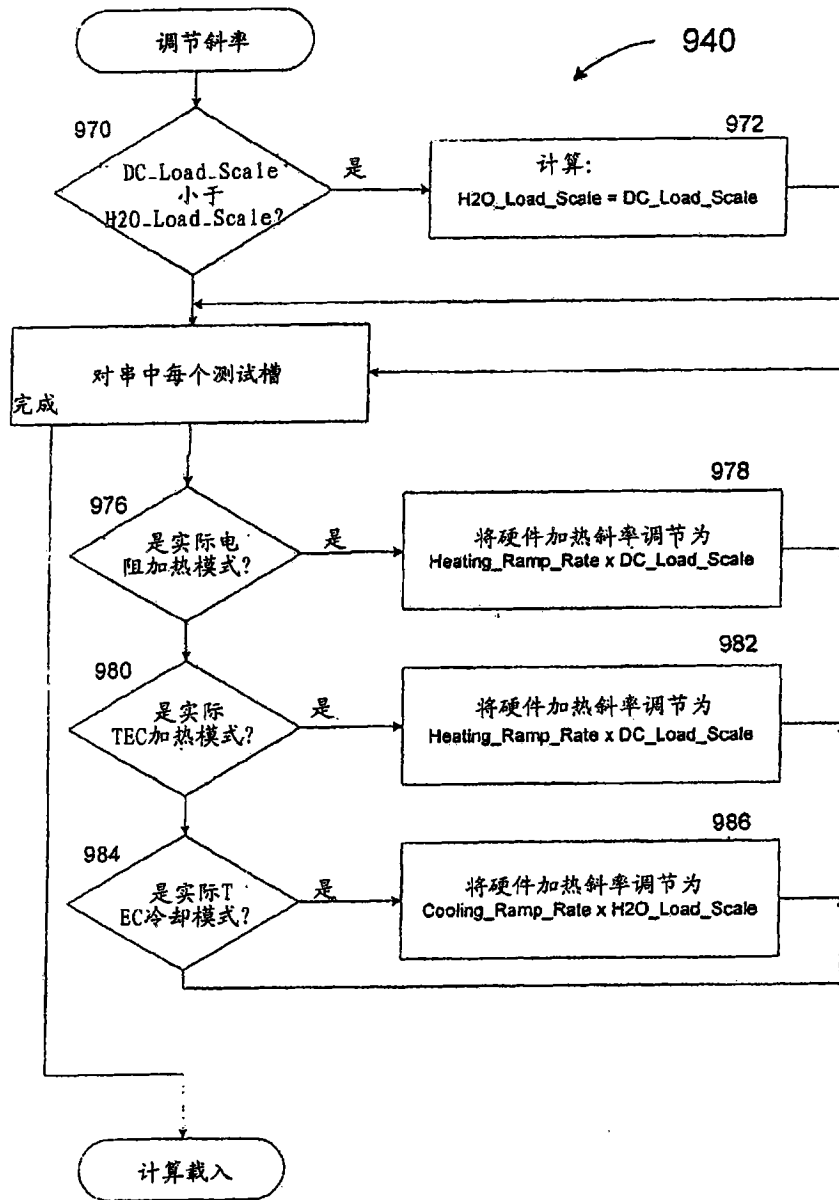 调节斜率
940
970
DC_Load_Scale
小于
H2O_Load_Scale?
是
972
计算:
H2O_Load_Scale = DC_Load_Scale
对串中每个测试槽
完成
976
是实际电
阻加热模式?
是
978
将硬件加热斜率调节为
Heating_Ramp_Rate x DC_Load_Scale
980
是实际
TEC加热模式?
是
982
将硬件加热斜率调节为
Heating_Ramp_Rate x DC_Load_Scale
984
是实际T
EC冷却模式?
是
986
将硬件加热斜率调节为
Cooling_Ramp_Rate x H2O_Load_Scale
计算载入